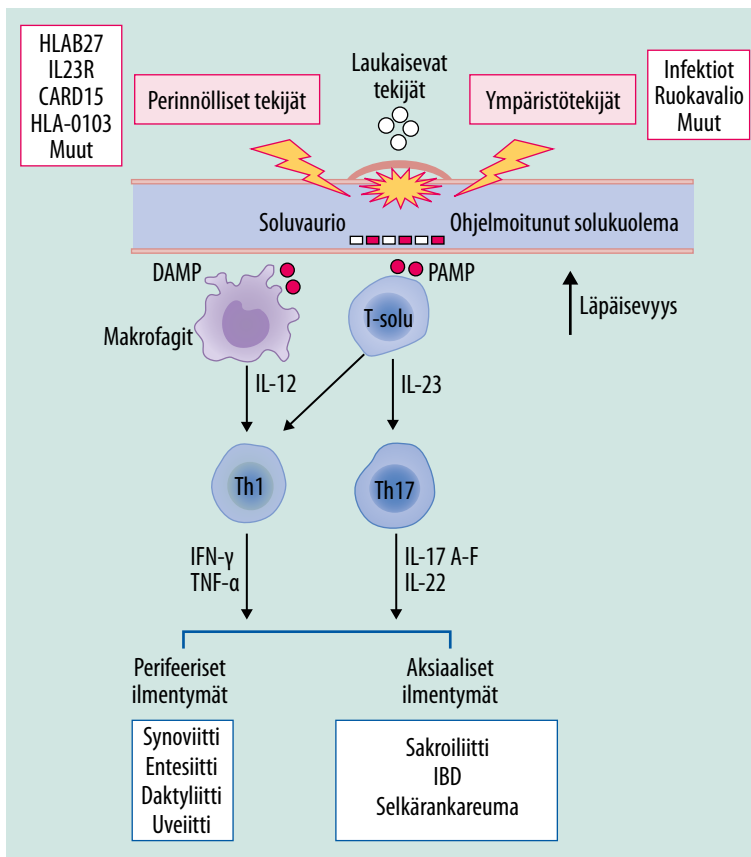 HLAB27
IL23R
CARD15
HLA-0103
Muut
Perinnölliset tekijät
Laukaisevat
tekijät
Ympäristötekijät
Infektiot
Ruokavalio
Muut
Soluvaurio
Ohjelmoitunut solukuolema
DAMP
PAMP
Makrofagit
T-solu
Läpäisevyys
IL-12
IL-23
Th1
Th17
IFN-γ
TNF-α
IL-17 A-F
IL-22
Perifeeriset
ilmentymät
Aksiaaliset
ilmentymät
Synoviitti
Entesiitti
Daktyliitti
Uveiitti
Sakroiliitti
IBD
Selkärankareuma